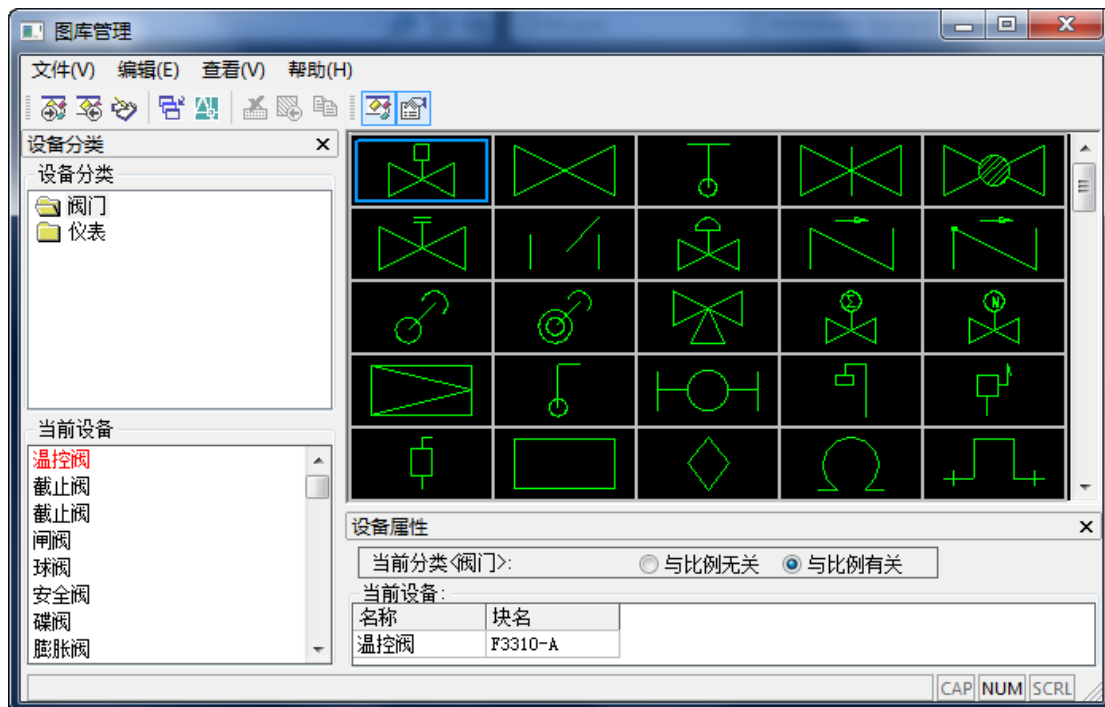 图库管理
文件(V) 编辑(E) 查看(V) 帮助(H)
设备分类
设备分类
阀门
仪表
当前设备
温控阀
截止阀
截止阀
闸阀
球阀
安全阀
碟阀
膨胀阀
Σ
N
设备属性
当前分类<阀门>: 与比例无关 与比例有关
当前设备:
名称 块名
温控阀 F3310-A
CAP NUM SCRL